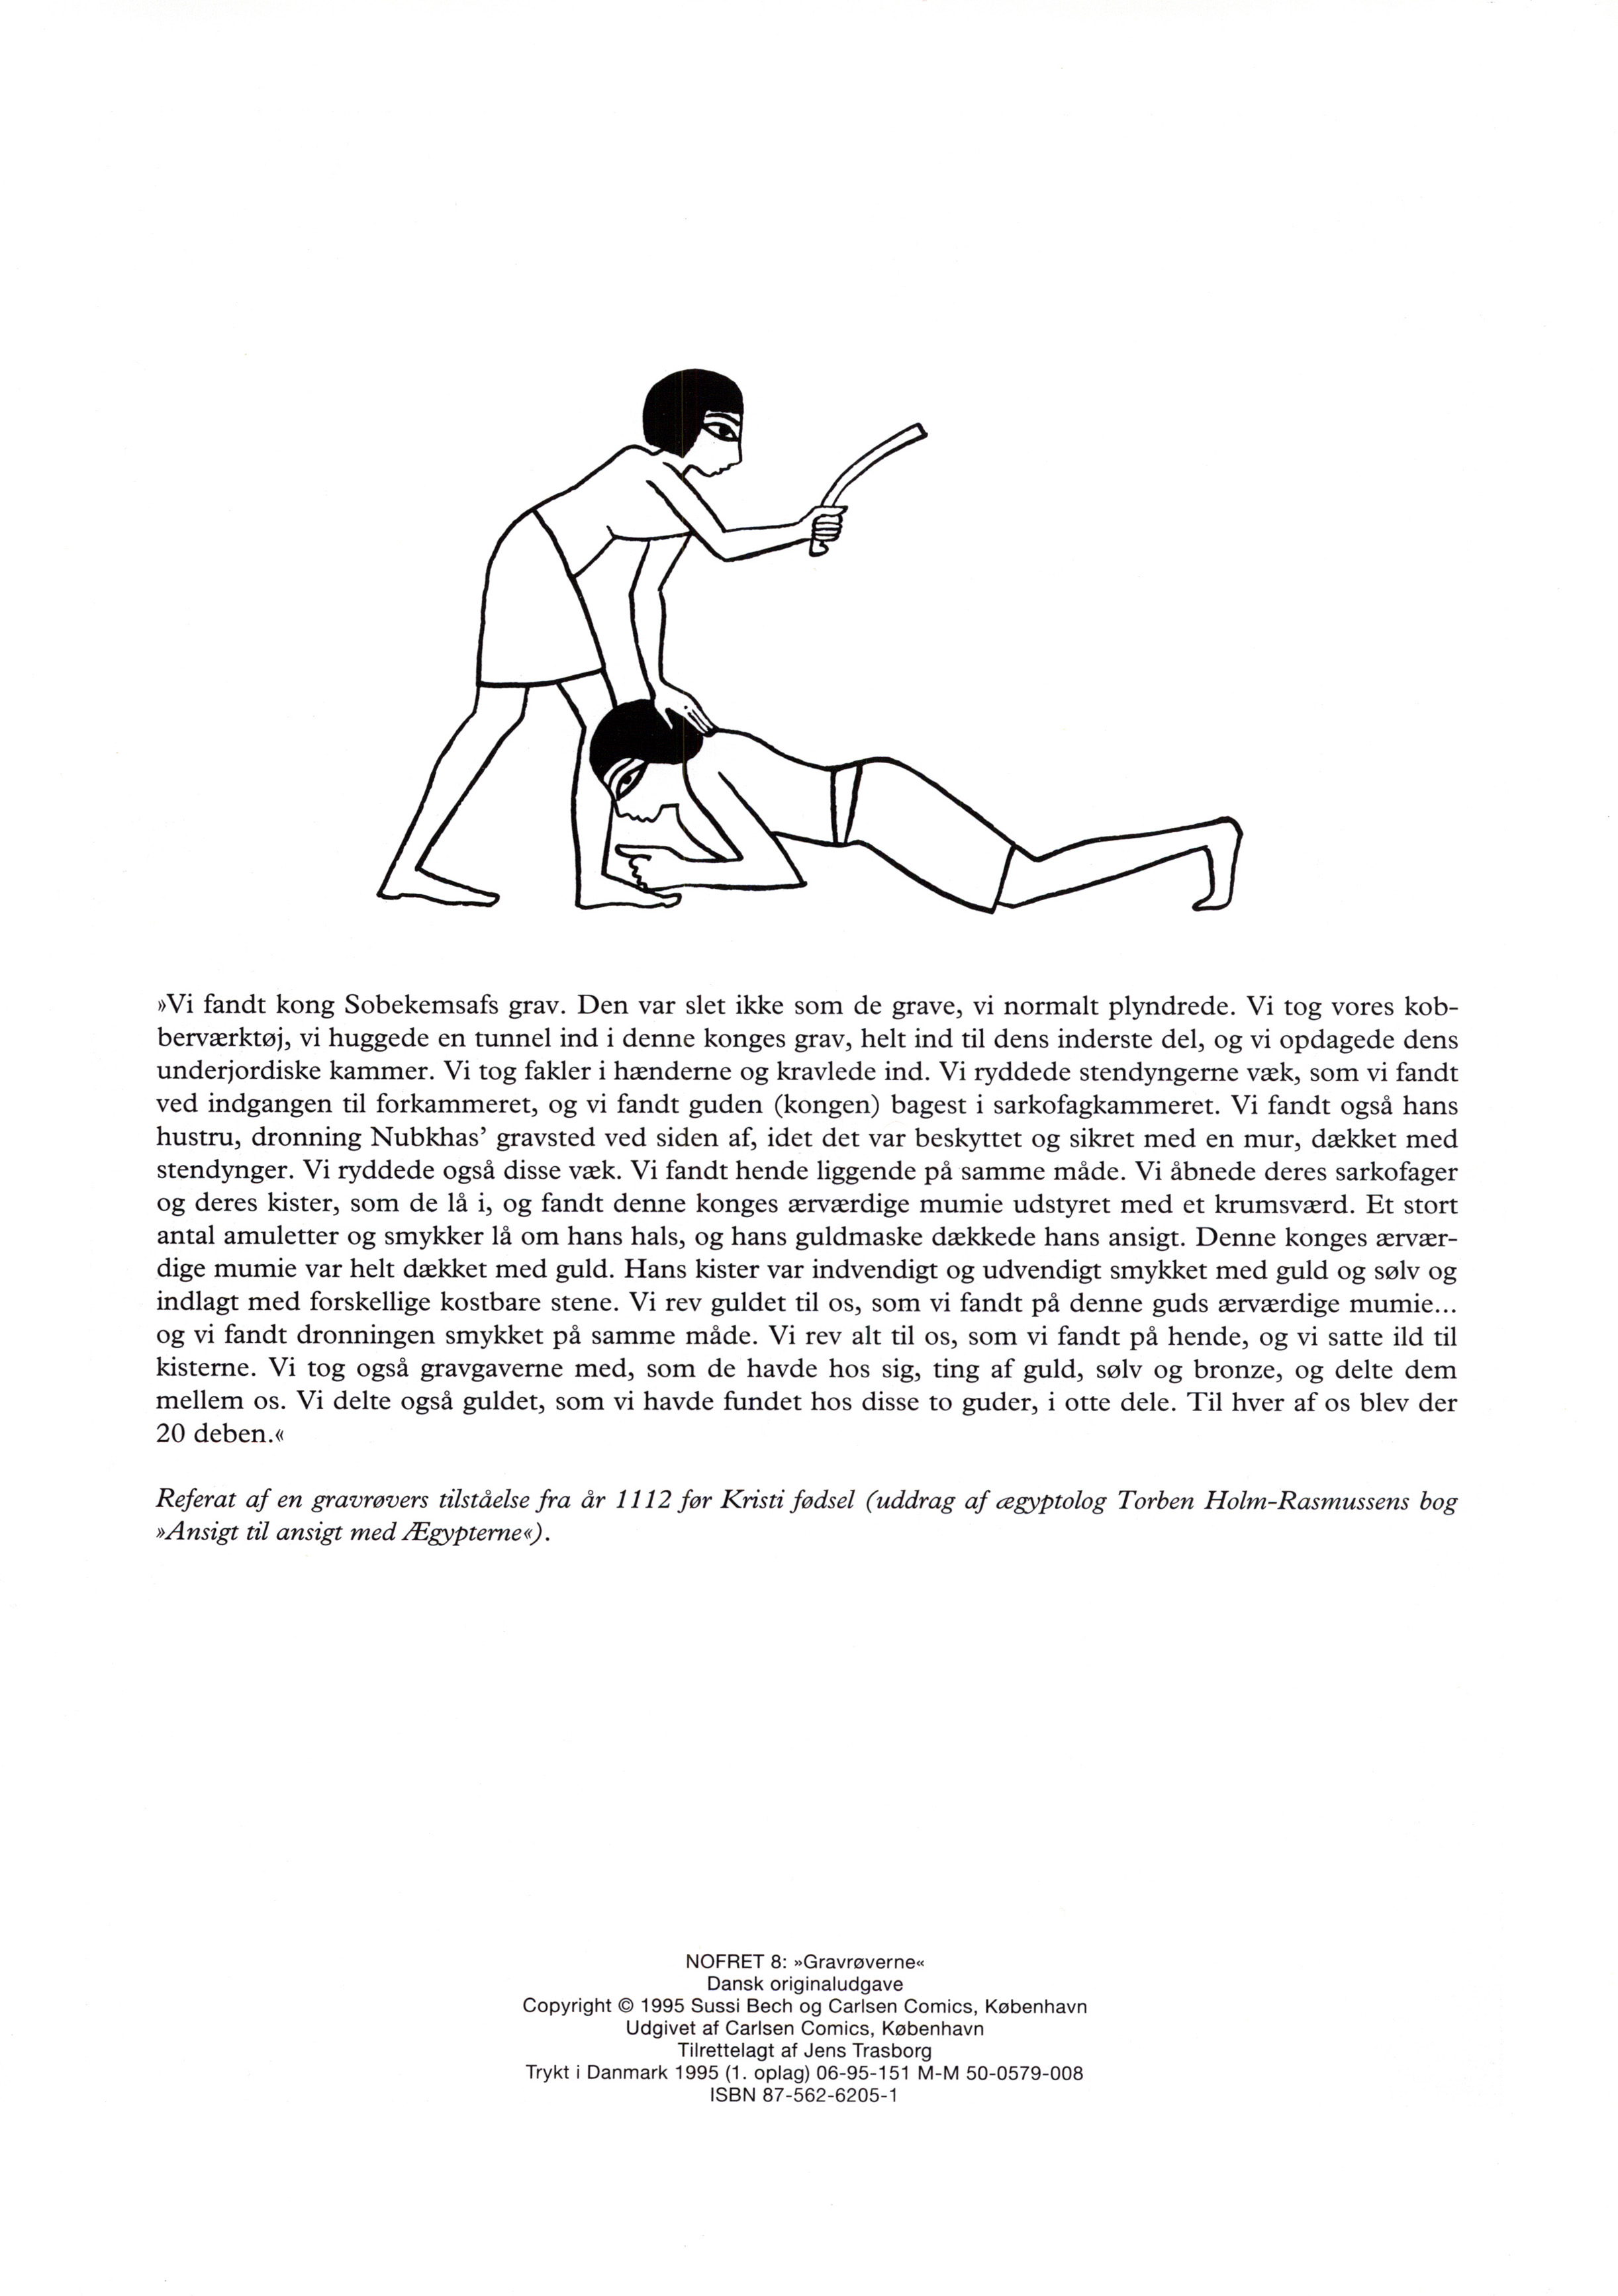 »Vi fandt kong Sobekemsafs grav. Den var slet ikke som de grave, vi normalt plyndrede. Vi tog vores kob-
berværktøj, vi huggede en tunnel ind i denne konges grav, helt ind til dens inderste del, og vi opdagede dens
underjordiske kammer. Vi tog fakler i hænderne og kravlede ind. Vi ryddede stendyngerne væk, som vi fandt
ved indgangen til forkammeret, og vi fandt guden (kongen) bagest i sarkofagkammeret. Vi fandt også hans
hustru, dronning Nubkhas’ gravsted ved siden af, idet det var beskyttet og sikret med en mur, dækket med
stendynger. Vi ryddede også disse væk. Vi fandt hende liggende på samme måde. Vi åbnede deres sarkofager
og deres kister, som de lå i, og fandt denne konges ærværdige mumie udstyret med et krumsværd. Et stort
antal amuletter og smykker lå om hans hals, og hans guldmaske dækkede hans ansigt. Denne konges ærvær-
dige mumie var helt dækket med guld. Hans kister var indvendigt og udvendigt smykket med guld og sølv og
indlagt med forskellige kostbare stene. Vi rev guldet til os, som vi fandt på denne guds ærværdige mumie...
og vi fandt dronningen smykket på samme måde. Vi rev alt til os, som vi fandt på hende, og vi satte ild til
kisterne. Vi tog også gravgaverne med, som de havde hos sig, ting af guld, sølv og bronze, og delte dem
mellem os. Vi delte også guldet, som vi havde fundet hos disse to guder, i otte dele. Til hver af os blev der
20 deben.«
Referat af en gravrøvers tilståelse fra år 1112 før Kristi fødsel (uddrag af ægyptolog Torben Holm-Rasmussens bog
»Ansigt til ansigt med Ægypterne«).
NOFRET 8: »Gravrøverne«
Dansk originaludgave
Copyright © 1995 Sussi Bech og Carlsen Comics, København
Udgivet af Carlsen Comics, København
Tilrettelagt af Jens Trasborg
Trykt i Danmark 1995 (1. oplag) 06-95-151 M-M 50-0579-008
ISBN 87-562-6205-1